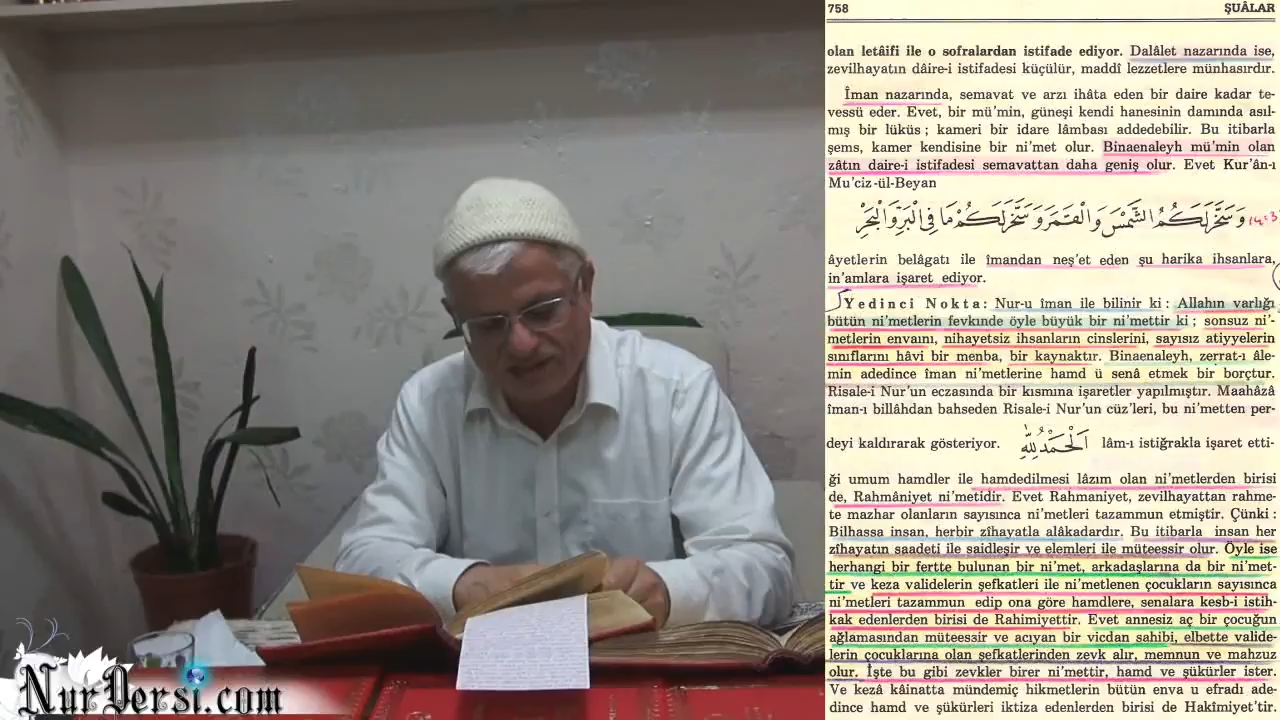 758 ŞUÂLAR
olan letâifi ile o sofralardan istifade ediyor. Dalâlet nazarında ise,
zevilhayatın dâire-i istifadesi küçülür, maddî lezzetlere münhasırdır.
Îman nazarında, semavat ve arzı ihâta eden bir daire kadar te-
vessü eder. Evet, bir mü'min, güneşi kendi hanesinin damında asıl-
mış bir lüküs; kameri bir idare lâmbası addedebilir. Bu itibarla
şems, kamer kendisine bir ni'met olur. Binaenaleyh mü'min olan
zâtın daire-i istifadesi semavattan daha geniş olur. Evet Kur'ân-ı
Mu'ciz-ül-Beyan
وَسَخَّرَ لَكُمُ الشَّمْسَ وَالْقَمَرَ وَسَخَّرَ لَكُمْ مَا فِى الْبَرِّ وَالْبَحْرِ
âyetlerin belâgatı ile îmandan neş'et eden şu harika ihsanlara,
in'amlara işaret ediyor.
Yedinci Nokta: Nur-u îman ile bilinir ki: Allahın varlığı
bütün ni'metlerin fevkınde öyle büyük bir ni'mettir ki; sonsuz ni'-
metlerin envaını, nihayetsiz ihsanların cinslerini, sayısız atiyyelerin
sınıflarını hâvi bir menba, bir kaynaktır. Binaenaleyh, zerrat-ı âle-
min adedince îman ni'metlerine hamd ü senâ etmek bir borçtur.
Risale-i Nur'un eczasında bir kısmına işaretler yapılmıştır. Maahâzâ
îman-ı billâhdan bahseden Risale-i Nur'un cüz'leri, bu ni'metten per-
deyi kaldırarak gösteriyor. اَلْحَمْدُ لِلّٰهِ lâm-ı istiğrakla işaret etti-
ği umum hamdler ile hamdedilmesi lâzım olan ni'metlerden birisi
de, Rahmâniyet ni'metidir. Evet Rahmaniyet, zevilhayattan rahme-
te mazhar olanların sayısınca ni'metleri tazammun etmiştir. Çünki:
Bilhassa insan, herbir zîhayatla alâkadardır. Bu itibarla insan her
zîhayatın saadeti ile saidleşir ve elemleri ile müteessir olur. Öyle ise
herhangi bir fertte bulunan bir ni'met, arkadaşlarına da bir ni'met-
tir ve keza validelerin şefkatleri ile ni'metlenen çocukların sayısınca
ni'metleri tazammun edip ona göre hamdlere, senalara kesb-i istih-
kak edenlerden birisi de Rahimiyettir. Evet annesiz aç bir çocuğun
ağlamasından müteessir ve acıyan bir vicdan sahibi, elbette valide-
lerin çocuklarına olan şefkatlerinden zevk alır, memnun ve mahzuz
olur. İşte bu gibi zevkler birer ni'mettir, hamd ve şükürler ister.
Ve kezâ kâinatta mündemiç hikmetlerin bütün enva u efradı ade-
dince hamd ve şükürleri iktiza edenlerden birisi de Hakîmiyet'tir.
NurDersi.com